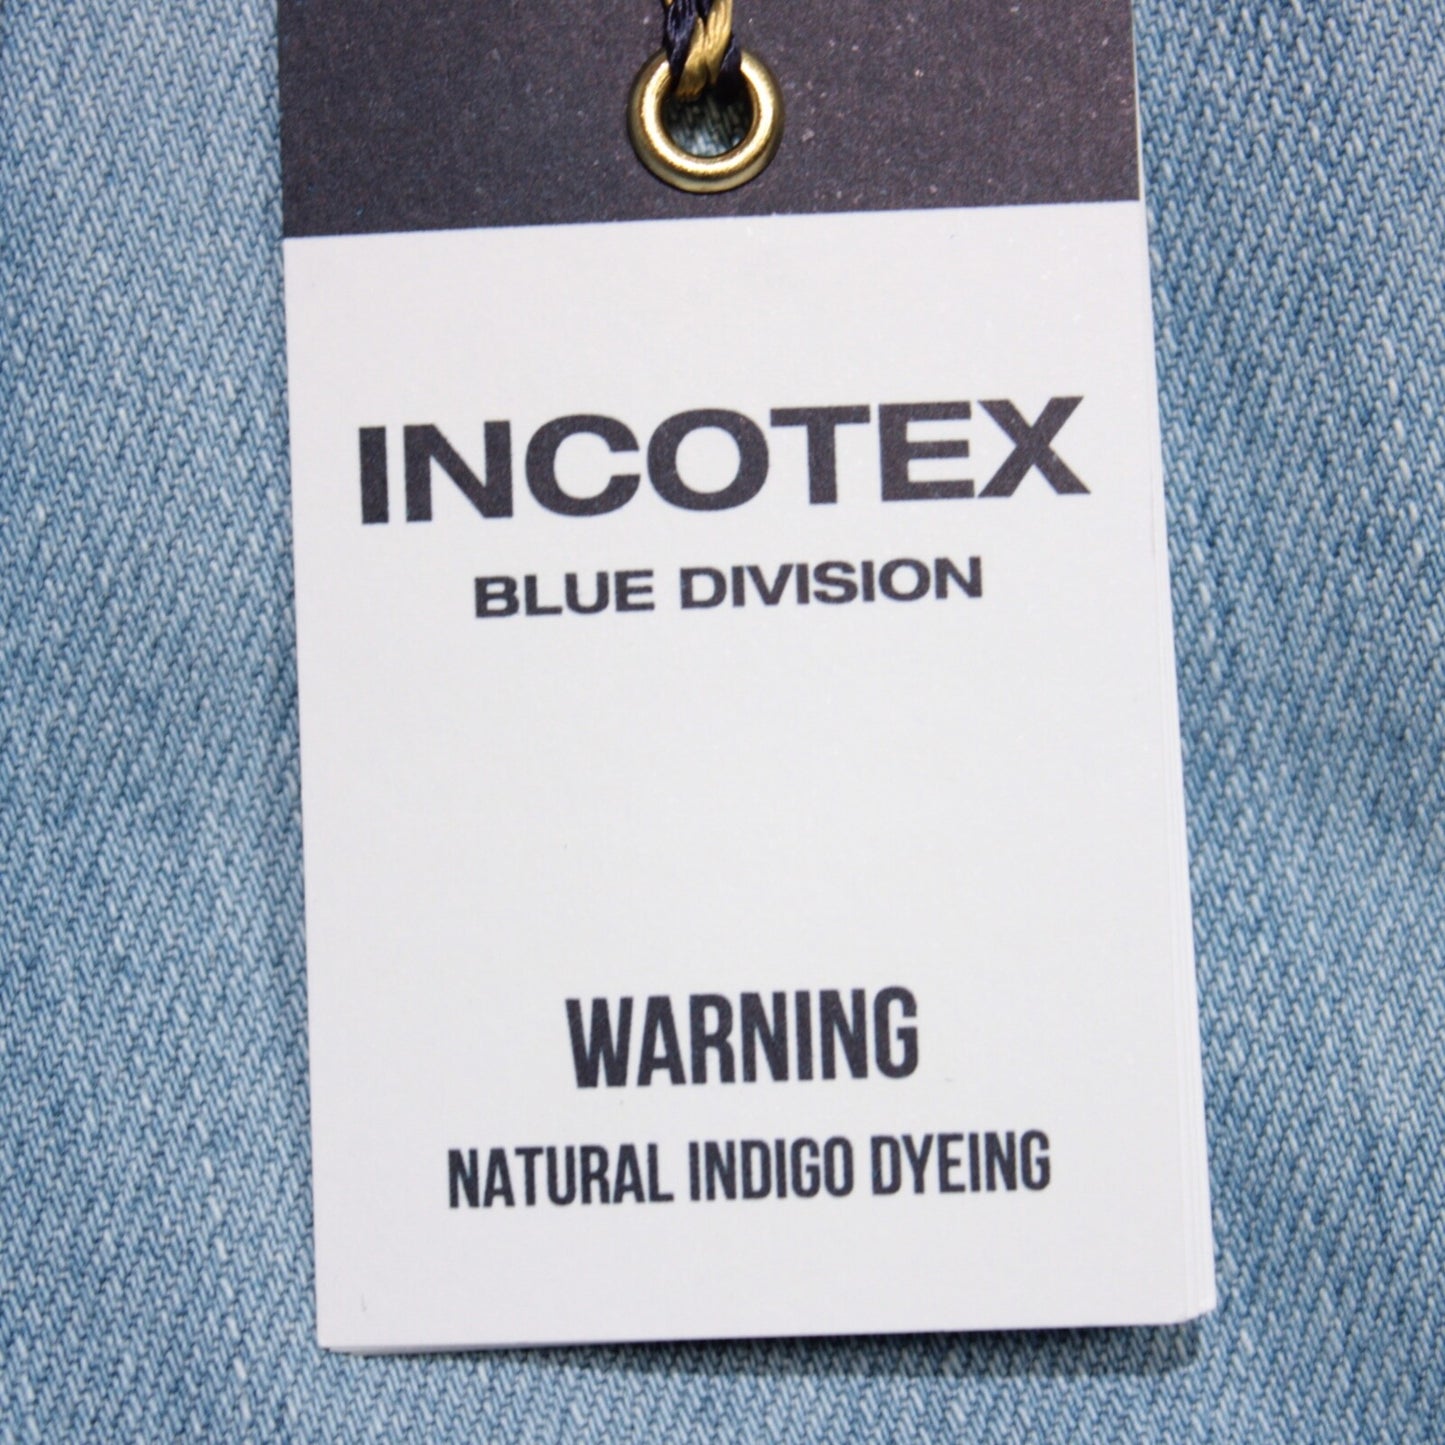 INCOTEX
BLUE DIVISION
WARNING
NATURAL INDIGO DYEING